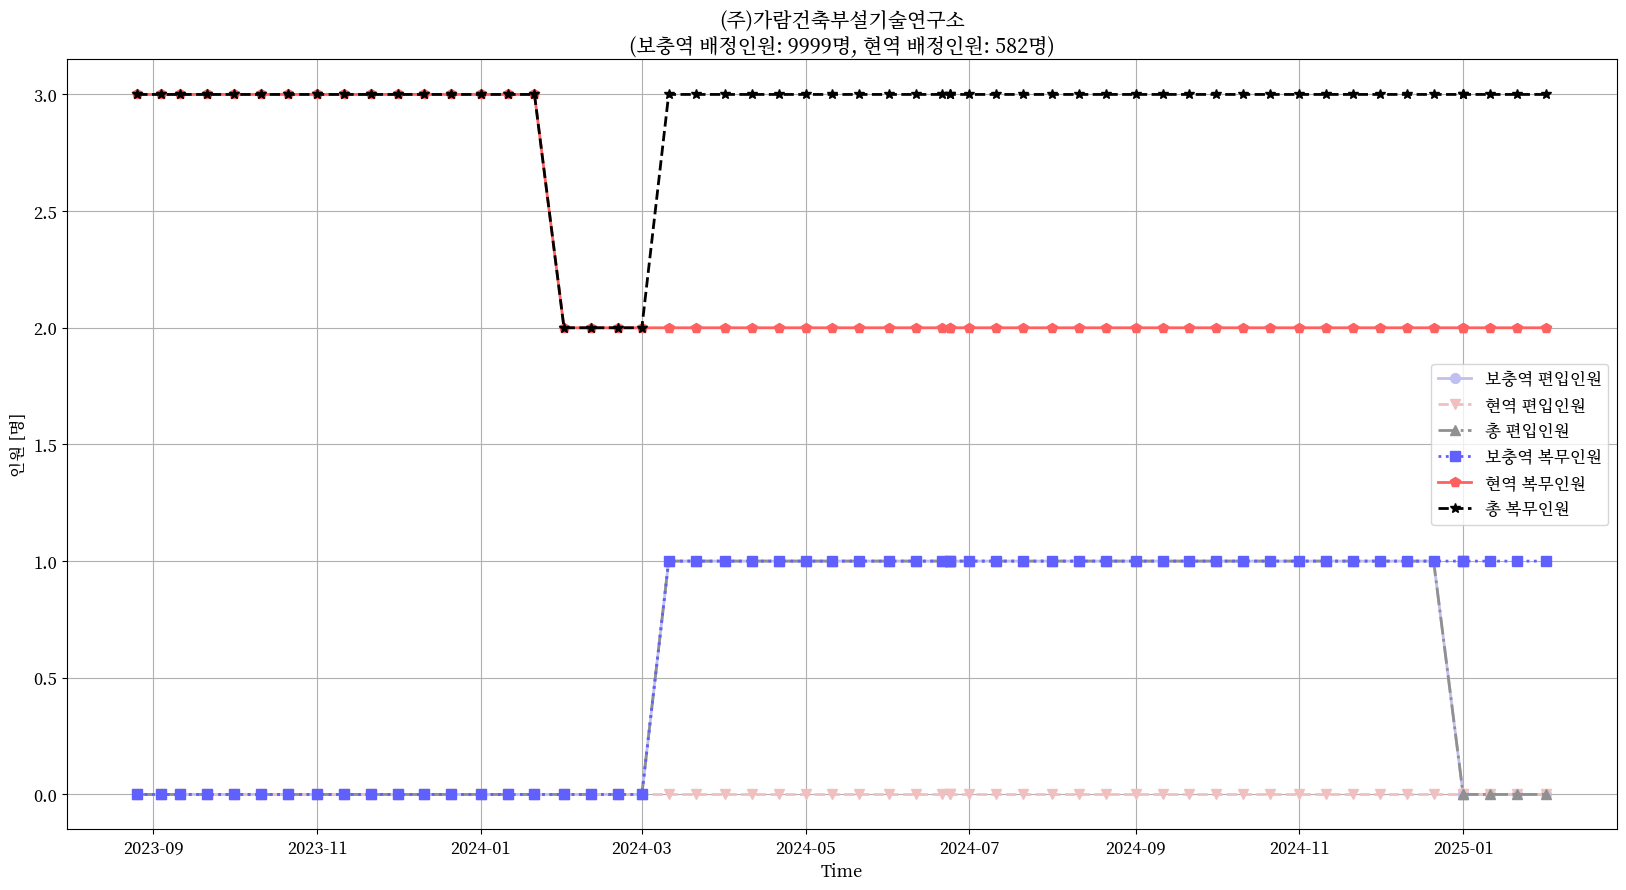 (주)가람건축부설기술연구소
(보충역 배정인원: 9999명, 현역 배정인원: 582명)
3.0
2.5
2.0
1.5
1.0
0.5
0.0
인원 [명]
보충역 편입인원
현역 편입인원
총 편입인원
보충역 복무인원
현역 복무인원
총 복무인원
2023-09
2023-11
2024-01
2024-03
2024-05
2024-07
2024-09
2024-11
2025-01
Time